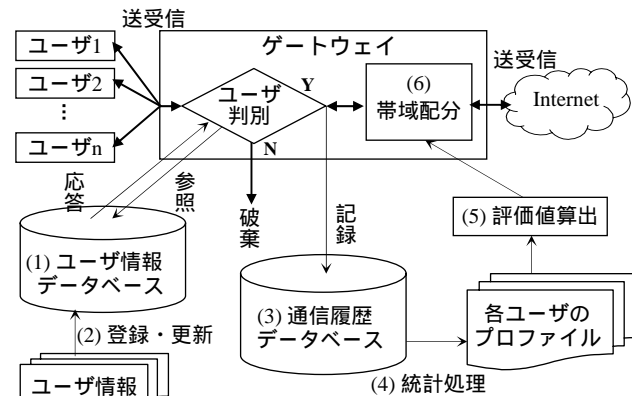 送受信
ユーザ1
ユーザ2
⋮
ユーザn
ゲートウェイ
ユーザ
判別
Y
N
(6)
帯域配分
送受信
Internet
応答
参照
破棄
記録
(1) ユーザ情報
データベース
(2) 登録・更新
ユーザ情報
(3) 通信履歴
データベース
(4) 統計処理
(5) 評価値算出
各ユーザの
プロファイル